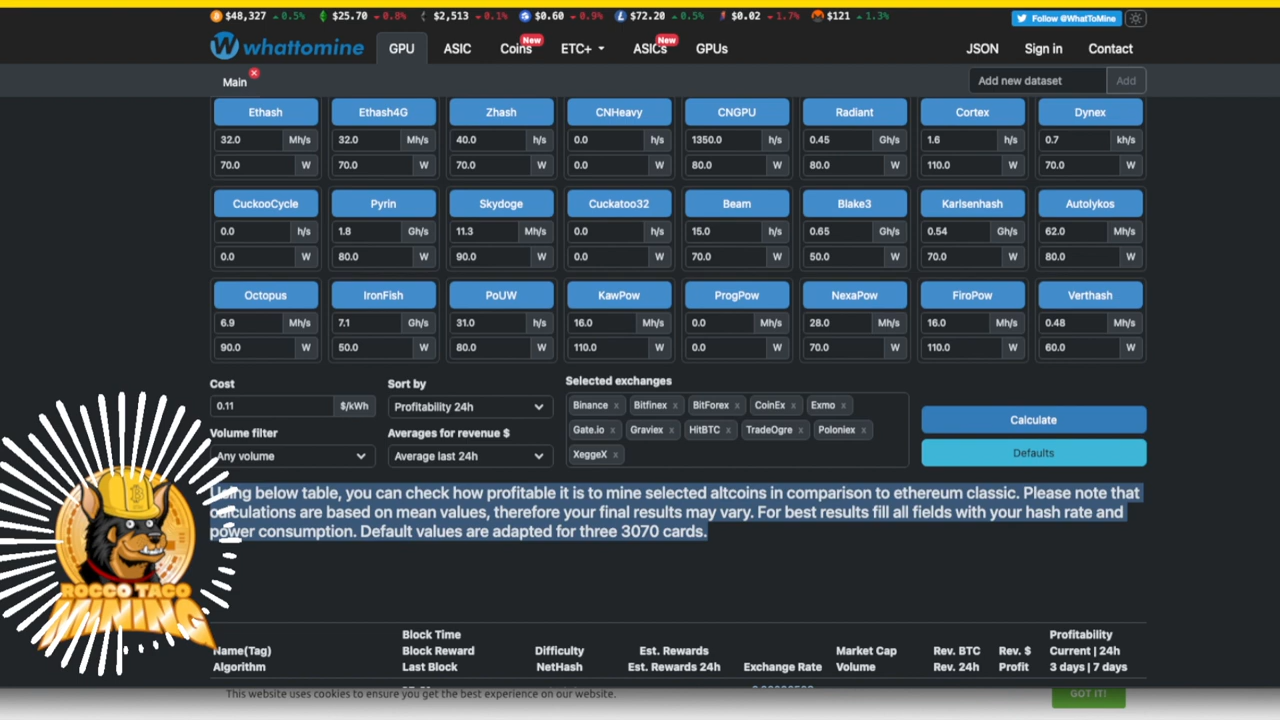 $48,327 0.5% $25.70 0.8% $2,513 0.1% $0.60 0.9% $72.20 0.5% $0.02 1.7% $121 1.3% Follow @WhatToMine
whattomine GPU ASIC Coins New ETC+ ASICs New GPUs JSON Sign in Contact
Main x Add new dataset Add
Ethash Ethash4G Zhash CNHeavy CNGPU Radiant Cortex Dynex
32.0 Mh/s 32.0 Mh/s 40.0 h/s 0.0 h/s 1350.0 h/s 0.45 Gh/s 1.6 h/s 0.7 kh/s
70.0 W 70.0 W 70.0 W 0.0 W 80.0 W 80.0 W 110.0 W 70.0 W
CuckooCycle Pyrin Skydoge Cuckatoo32 Beam Blake3 Karlsenhash Autolykos
0.0 h/s 1.8 Gh/s 11.3 Mh/s 0.0 h/s 15.0 h/s 0.65 Gh/s 0.54 Gh/s 62.0 Mh/s
0.0 W 80.0 W 90.0 W 0.0 W 70.0 W 50.0 W 70.0 W 80.0 W
Octopus IronFish PoUW KawPow ProgPow NexaPow FiroPow Verthash
6.9 Mh/s 7.1 Gh/s 31.0 h/s 16.0 Mh/s 0.0 Mh/s 28.0 Mh/s 16.0 Mh/s 0.48 Mh/s
90.0 W 50.0 W 80.0 W 110.0 W 0.0 W 70.0 W 110.0 W 60.0 W
Cost Sort by Selected exchanges
0.11 $/kWh Profitability 24h Binance x Bitfinex x BitForex x CoinEx x Exmo x Calculate
Volume filter Averages for revenue $ Gate.io x Graviex x HitBTC x TradeOgre x Poloniex x
Any volume Average last 24h XeggeX x Defaults
Using below table, you can check how profitable it is to mine selected altcoins in comparison to ethereum classic. Please note that
calculations are based on mean values, therefore your final results may vary. For best results fill all fields with your hash rate and
power consumption. Default values are adapted for three 3070 cards.
ROCCO TACO
MINING
Block Time Profitability
Name(Tag) Block Reward Difficulty Est. Rewards Market Cap Rev. BTC Rev. $ Current | 24h
Algorithm Last Block NetHash Est. Rewards 24h Exchange Rate Volume Rev. 24h Profit 3 days | 7 days
This website uses cookies to ensure you get the best experience on our website. GOT IT!